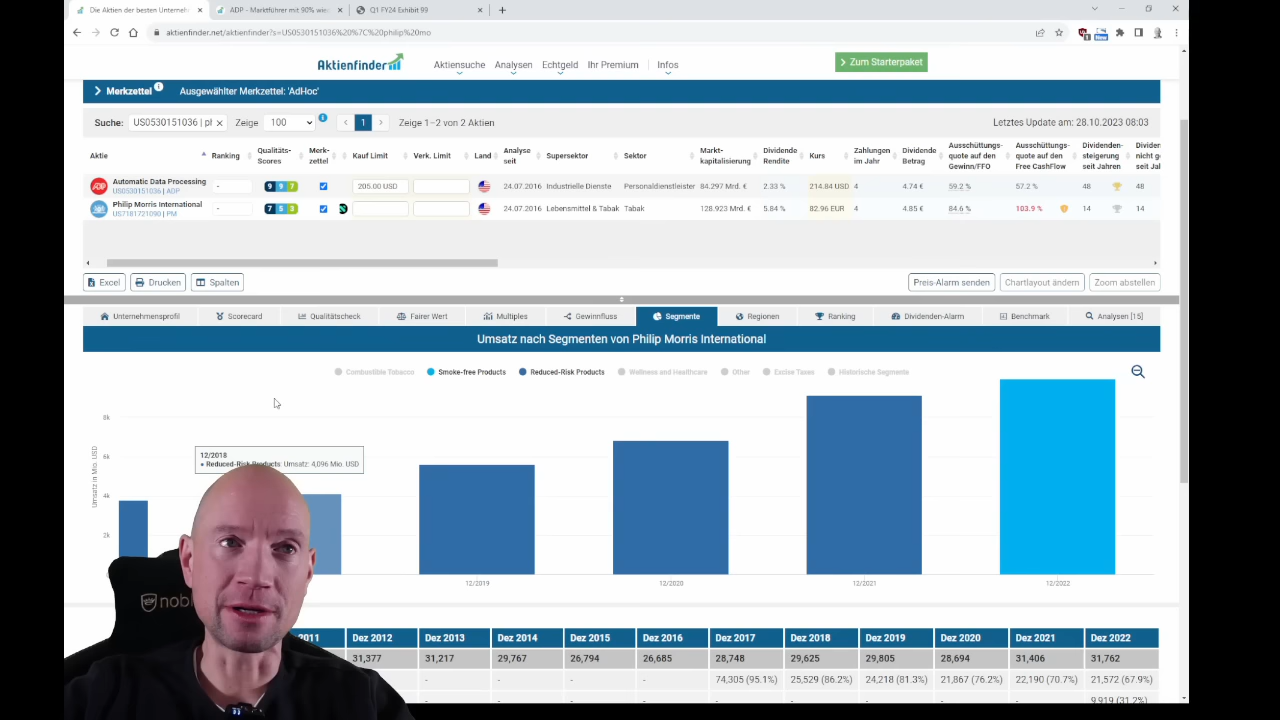 Die Aktien der besten Unterneh
ADP - Marktführer mit 90% wie
Q1 FY24 Exhibit 99
aktienfinder.net/aktienfinder?s=US0530151036%20%7C%20philip%20mo
New
Aktienfinder
Aktiensuche Analysen Echtgeld Ihr Premium Infos
Zum Starterpaket
Merkzettel Ausgewählter Merkzettel: 'AdHoc'
Suche: US0530151036 | pl Zeige 100 1 Zeige 1–2 von 2 Aktien Letztes Update am: 28.10.2023 08:03
Aktie Ranking Qualitäts-Scores Merk-zettel Kauf Limit Verk. Limit Land Analyse seit Supersektor Sektor Markt-kapitalisierung Dividende Rendite Kurs Zahlungen im Jahr Dividende Betrag Ausschüttungs-quote auf den Gewinn/FFO Ausschüttungs-quote auf den Free CashFlow Dividenden-steigerung seit Jahren Dividen nicht g seit Jah
Automatic Data Processing - 9 9 7 205.00 USD 24.07.2016 Industrielle Dienste Personaldienstleister 84.297 Mrd. € 2.33 % 214.84 USD 4 4.74 € 59.2 % 57.2 % 48 48
US0530151036 | ADP
Philip Morris International - 7 5 3 24.07.2016 Lebensmittel & Tabak Tabak 128.923 Mrd. € 5.84 % 82.96 EUR 4 4.85 € 84.6 % 103.9 % 14 14
US7181721090 | PM
Excel Drucken Spalten Preis-Alarm senden Chartlayout ändern Zoom abstellen
Unternehmensprofil Scorecard Qualitätscheck Fairer Wert Multiples Gewinnfluss Segmente Regionen Ranking Dividenden-Alarm Benchmark Analysen [15]
Umsatz nach Segmenten von Philip Morris International
Combustible Tobacco Smoke-free Products Reduced-Risk Products Wellness and Healthcare Other Excise Taxes Historische Segmente
Umsatz in Mio. USD
8k
6k
4k
2k
12/2018
Reduced-Risk Products: Umsatz: 4,096 Mio. USD
12/2019 12/2020 12/2021 12/2022
nobl
2011 Dez 2012 Dez 2013 Dez 2014 Dez 2015 Dez 2016 Dez 2017 Dez 2018 Dez 2019 Dez 2020 Dez 2021 Dez 2022
31,377 31,217 29,767 26,794 26,685 28,748 29,625 29,805 28,694 31,406 31,762
- - - - - 74,305 (95.1%) 25,529 (86.2%) 24,218 (81.3%) 21,867 (76.2%) 22,190 (70.7%) 21,572 (67.9%)
9,919 (31.2%)